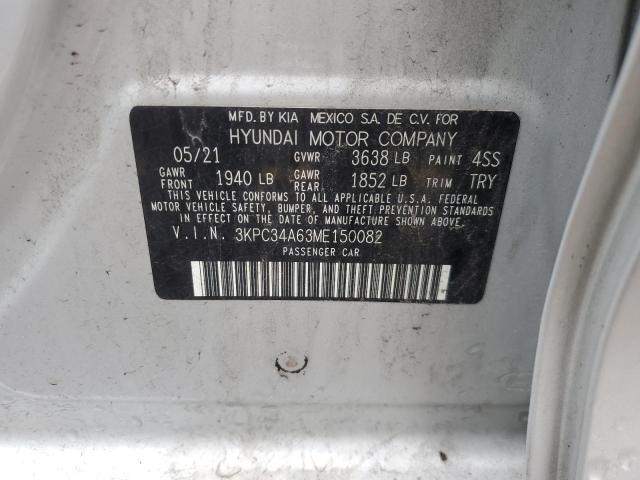 MFD. BY KIA MEXICO S.A. DE C.V. FOR
HYUNDAI MOTOR COMPANY
05/21 GVWR 3638 LB PAINT 4SS
GAWR FRONT 1940 LB GAWR REAR 1852 LB TRIM TRY
THIS VEHICLE CONFORMS TO ALL APPLICABLE U.S.A. FEDERAL
MOTOR VEHICLE SAFETY, BUMPER, AND THEFT PREVENTION STANDARDS
IN EFFECT ON THE DATE OF MANUFACTURE SHOWN ABOVE.
V.I.N. 3KPC34A63ME150082
PASSENGER CAR